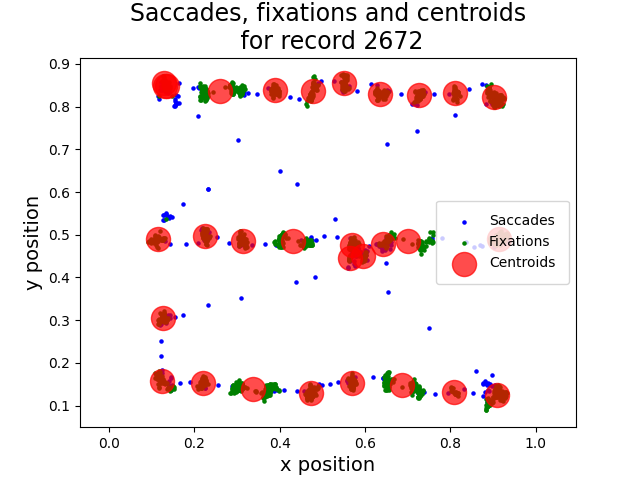 Saccades, fixations and centroids
for record 2672
y position
0.9
0.8
0.7
0.6
0.5
0.4
0.3
0.2
0.1
Saccades
Fixations
Centroids
0.0 0.2 0.4 0.6 0.8 1.0
x position